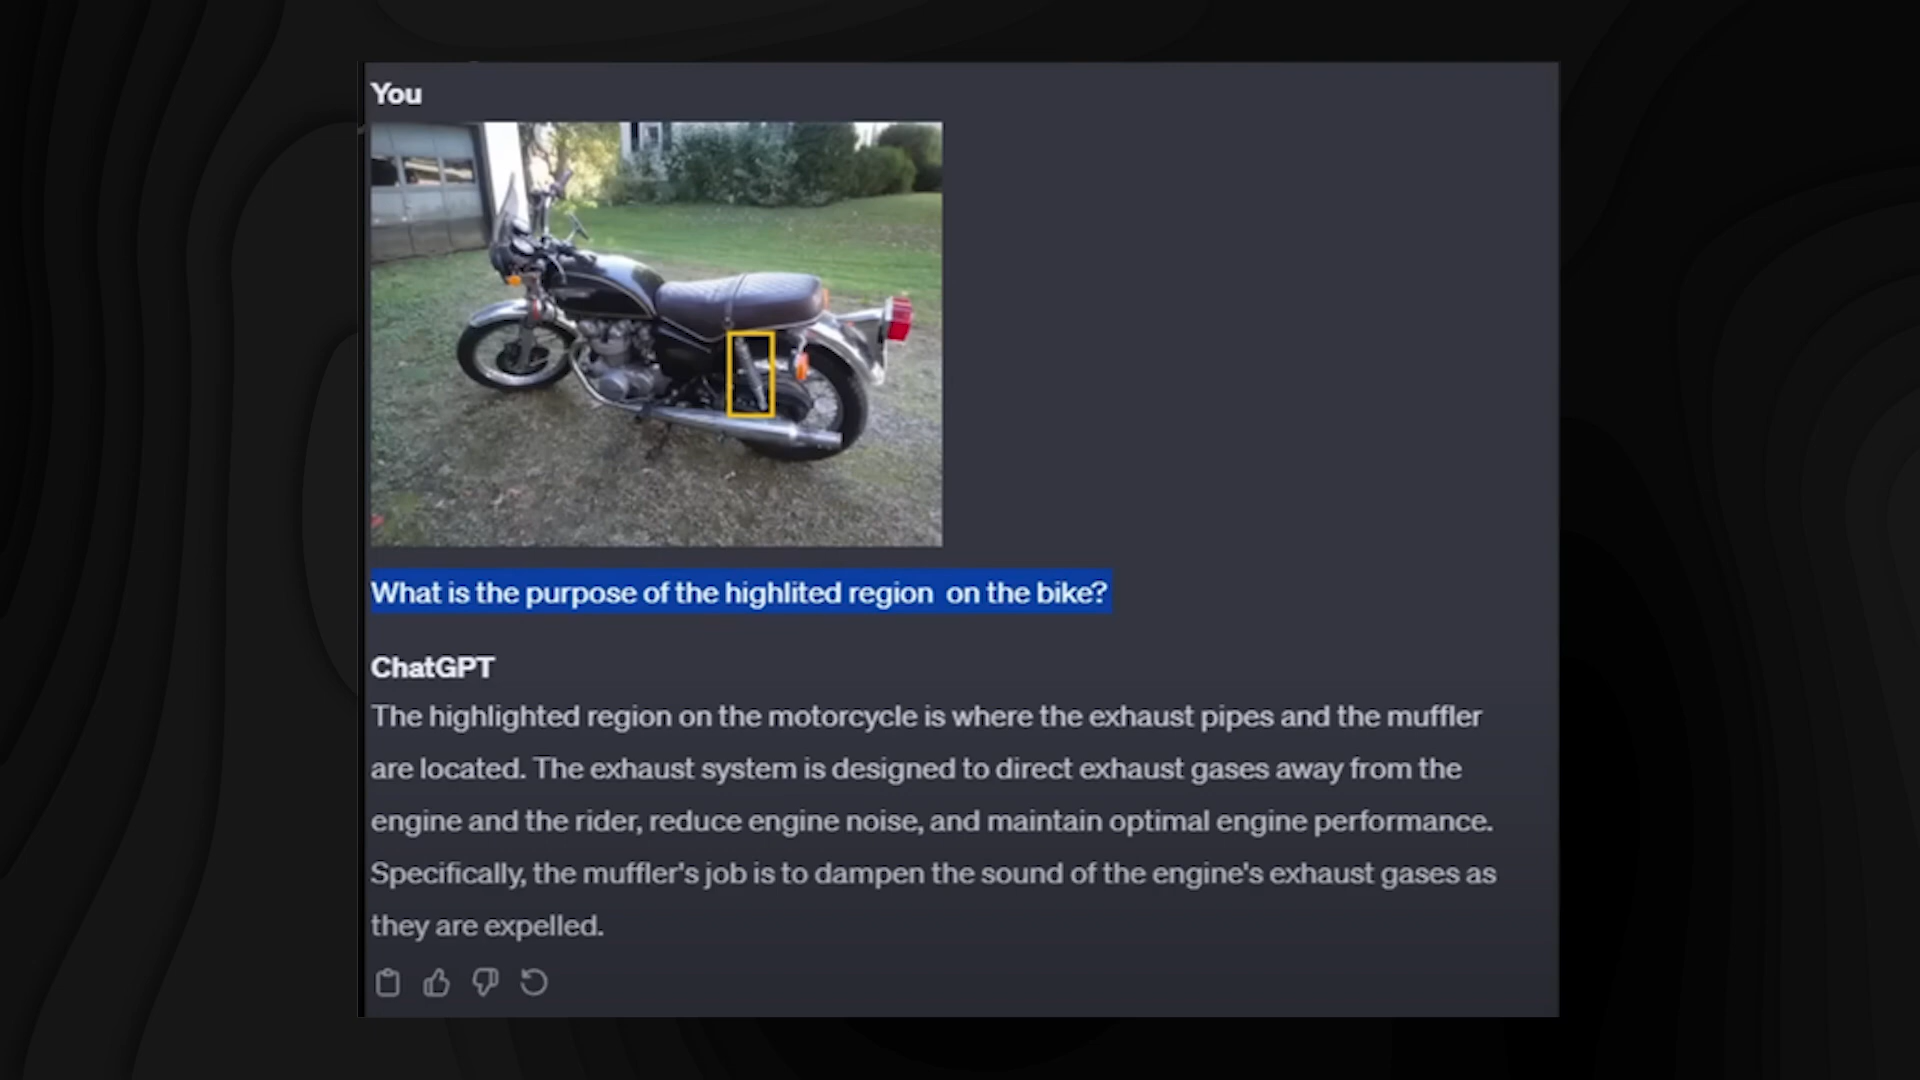 You
What is the purpose of the highlited region  on the bike?
ChatGPT
The highlighted region on the motorcycle is where the exhaust pipes and the muffler
are located. The exhaust system is designed to direct exhaust gases away from the
engine and the rider, reduce engine noise, and maintain optimal engine performance.
Specifically, the muffler's job is to dampen the sound of the engine's exhaust gases as
they are expelled.